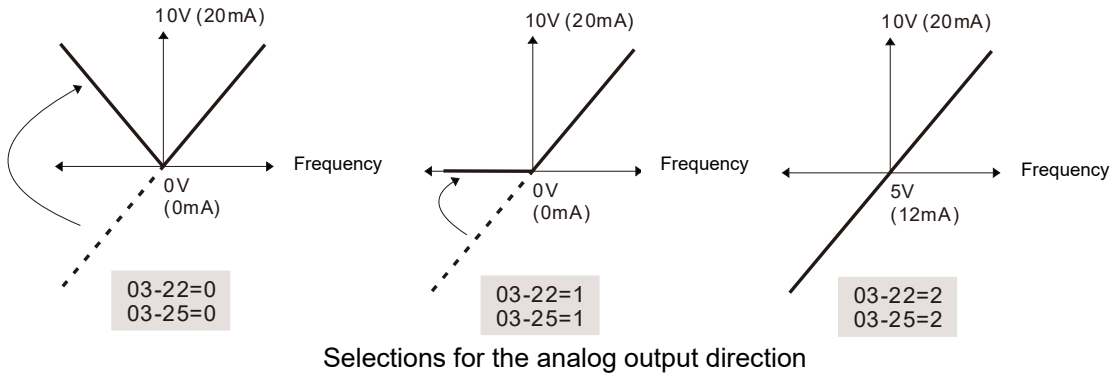 10V (20mA)
Frequency
0V
(0mA)
03-22=0
03-25=0
10V (20mA)
Frequency
0V
(0mA)
03-22=1
03-25=1
10V (20mA)
Frequency
5V
(12mA)
03-22=2
03-25=2
Selections for the analog output direction